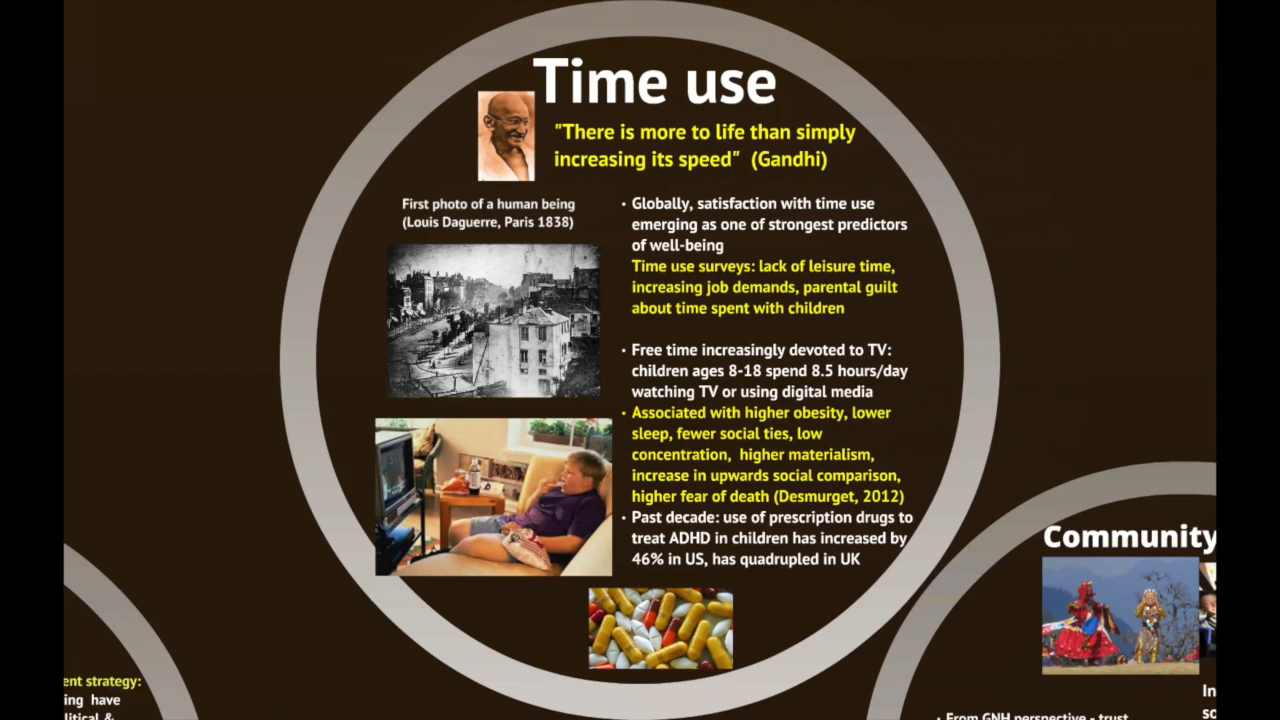 Time use
"There is more to life than simply
increasing its speed" (Gandhi)
First photo of a human being
(Louis Daguerre, Paris 1838)
• Globally, satisfaction with time use
emerging as one of strongest predictors
of well-being
Time use surveys: lack of leisure time,
increasing job demands, parental guilt
about time spent with children
• Free time increasingly devoted to TV:
children ages 8-18 spend 8.5 hours/day
watching TV or using digital media
• Associated with higher obesity, lower
sleep, fewer social ties, low
concentration, higher materialism,
increase in upwards social comparison,
higher fear of death (Desmurget, 2012)
• Past decade: use of prescription drugs to
treat ADHD in children has increased by
46% in US, has quadrupled in UK
Community
In
so
• From GNH perspective - trust
ent strategy:
ing have
litical &